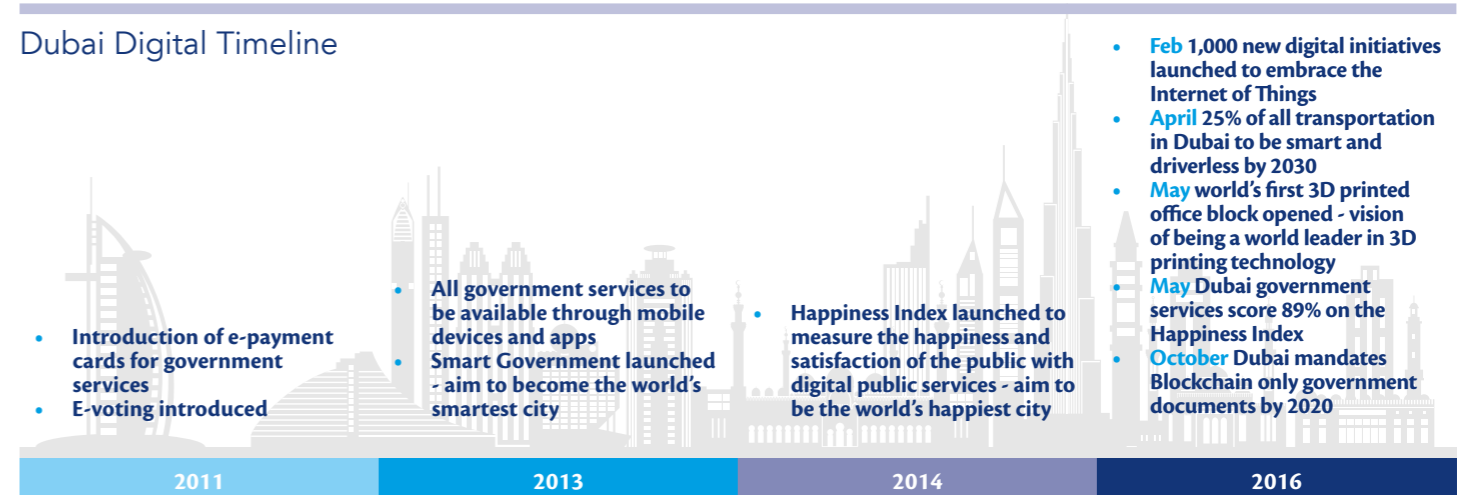 Dubai Digital Timeline
• Introduction of e-payment
cards for government
services
• E-voting introduced
2011
• All government services to
be available through mobile
devices and apps
• Smart Government launched
- aim to become the world's
smartest city
2013
• Happiness Index launched to
measure the happiness and
satisfaction of the public with
digital public services - aim to
be the world's happiest city
2014
• Feb 1,000 new digital initiatives
launched to embrace the
Internet of Things
• April 25% of all transportation
in Dubai to be smart and
driverless by 2030
• May world's first 3D printed
office block opened - vision
of being a world leader in 3D
printing technology
• May Dubai government
services score 89% on the
Happiness Index
• October Dubai mandates
Blockchain only government
documents by 2020
2016